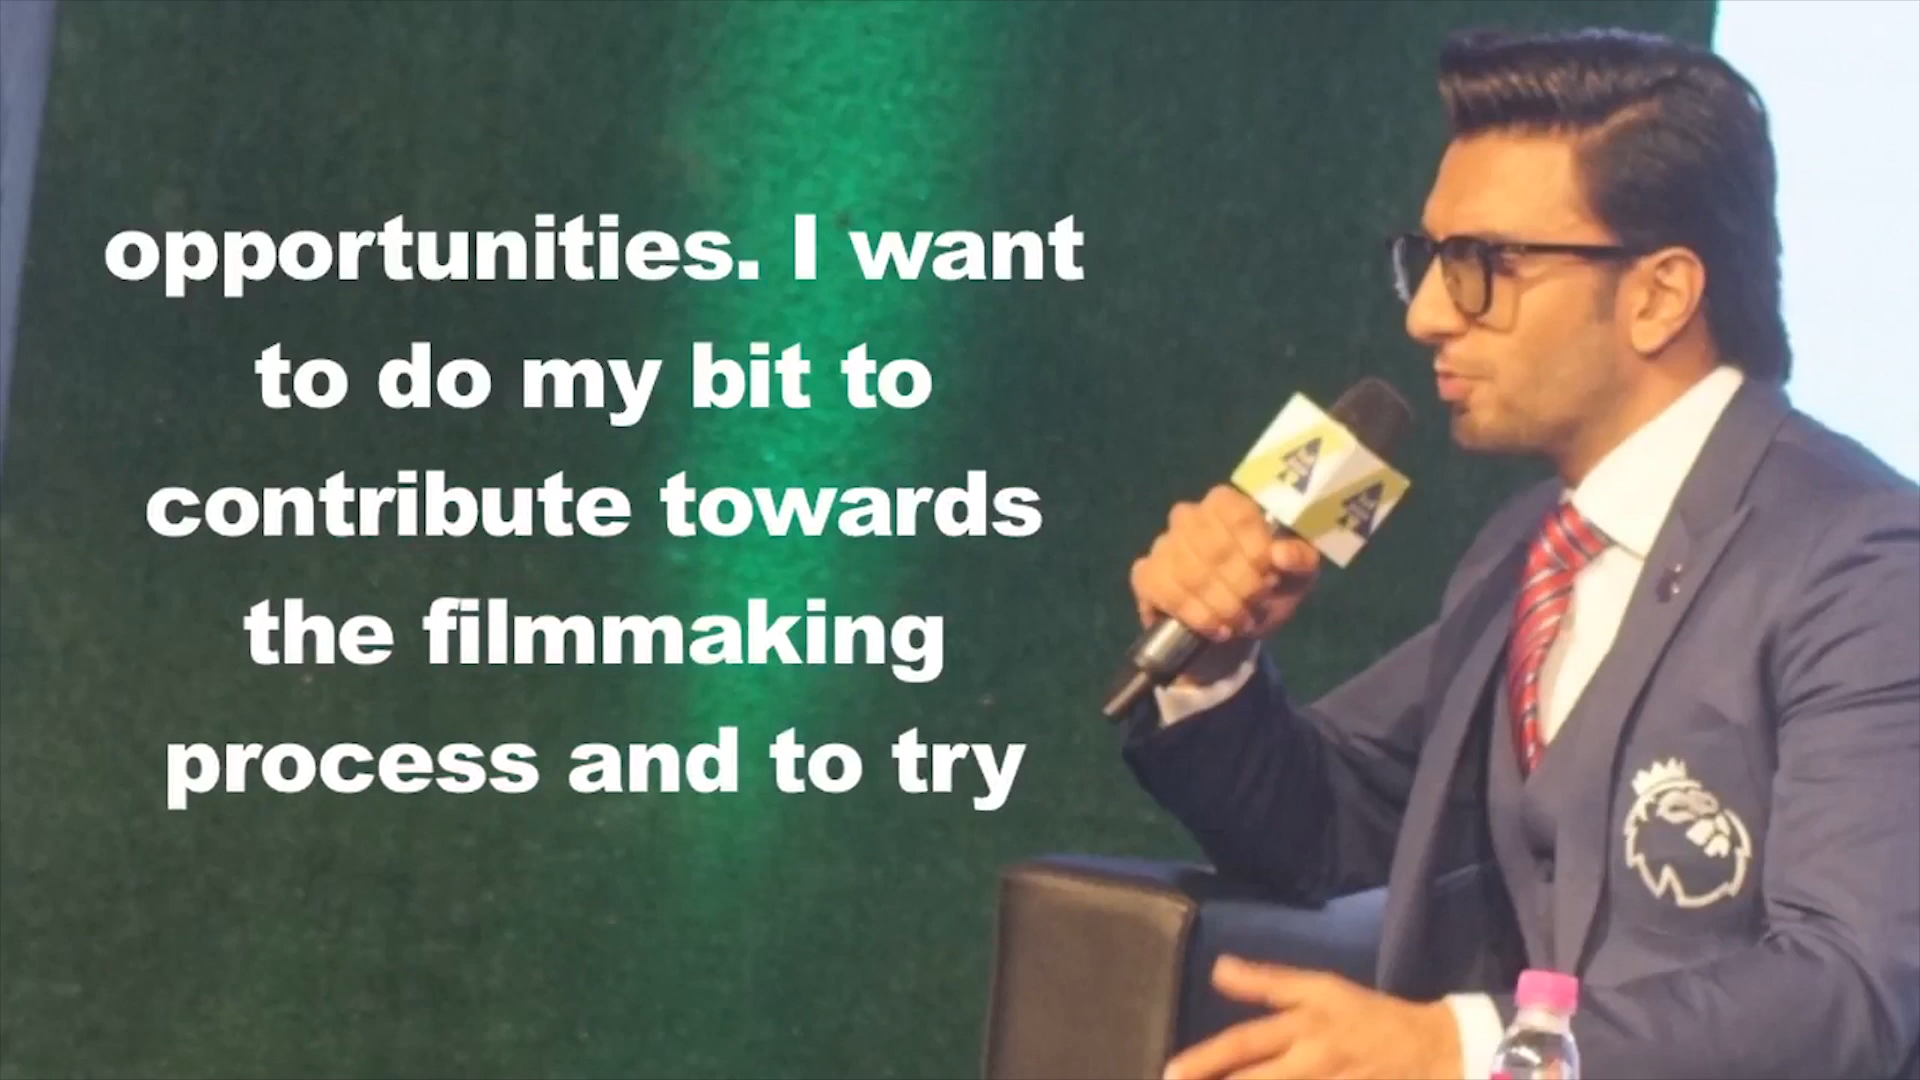 opportunities. I want
to do my bit to
contribute towards
the filmmaking
process and to try